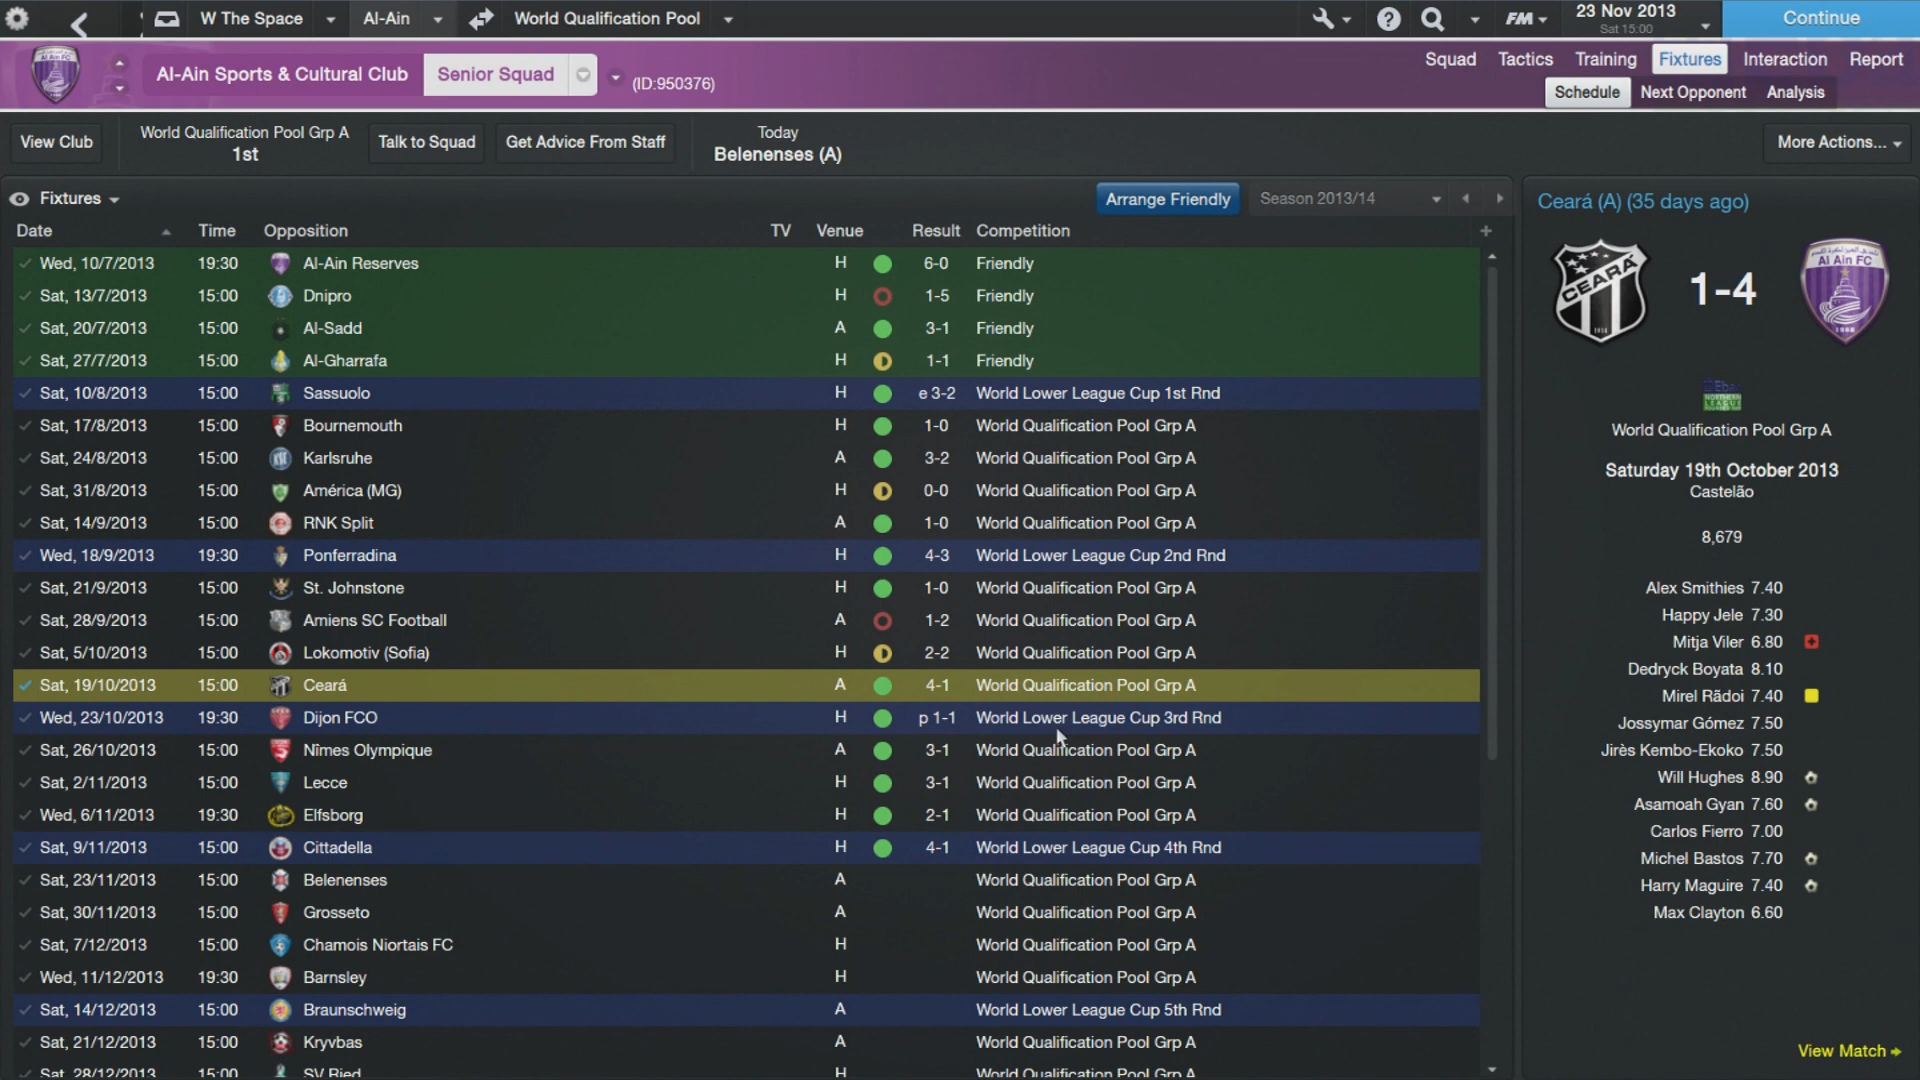 W The Space
Al-Ain
World Qualification Pool
FM
23 Nov 2013
Sat 15:00
Continue
Al-Ain Sports & Cultural Club
Senior Squad
(ID:950376)
Squad Tactics Training Fixtures Interaction Report
Schedule Next Opponent Analysis
View Club
World Qualification Pool Grp A
1st
Talk to Squad
Get Advice From Staff
Today
Belenenses (A)
More Actions...
Fixtures
Arrange Friendly
Season 2013/14
Date Time Opposition TV Venue Result Competition
Wed, 10/7/2013 19:30 Al-Ain Reserves H 6-0 Friendly
Sat, 13/7/2013 15:00 Dnipro H 1-5 Friendly
Sat, 20/7/2013 15:00 Al-Sadd A 3-1 Friendly
Sat, 27/7/2013 15:00 Al-Gharrafa H 1-1 Friendly
Sat, 10/8/2013 15:00 Sassuolo H e 3-2 World Lower League Cup 1st Rnd
Sat, 17/8/2013 15:00 Bournemouth H 1-0 World Qualification Pool Grp A
Sat, 24/8/2013 15:00 Karlsruhe A 3-2 World Qualification Pool Grp A
Sat, 31/8/2013 15:00 América (MG) H 0-0 World Qualification Pool Grp A
Sat, 14/9/2013 15:00 RNK Split A 1-0 World Qualification Pool Grp A
Wed, 18/9/2013 19:30 Ponferradina H 4-3 World Lower League Cup 2nd Rnd
Sat, 21/9/2013 15:00 St. Johnstone H 1-0 World Qualification Pool Grp A
Sat, 28/9/2013 15:00 Amiens SC Football A 1-2 World Qualification Pool Grp A
Sat, 5/10/2013 15:00 Lokomotiv (Sofia) H 2-2 World Qualification Pool Grp A
Sat, 19/10/2013 15:00 Ceará A 4-1 World Qualification Pool Grp A
Wed, 23/10/2013 19:30 Dijon FCO H p 1-1 World Lower League Cup 3rd Rnd
Sat, 26/10/2013 15:00 Nîmes Olympique A 3-1 World Qualification Pool Grp A
Sat, 2/11/2013 15:00 Lecce H 3-1 World Qualification Pool Grp A
Wed, 6/11/2013 19:30 Elfsborg H 2-1 World Qualification Pool Grp A
Sat, 9/11/2013 15:00 Cittadella H 4-1 World Lower League Cup 4th Rnd
Sat, 23/11/2013 15:00 Belenenses A World Qualification Pool Grp A
Sat, 30/11/2013 15:00 Grosseto A World Qualification Pool Grp A
Sat, 7/12/2013 15:00 Chamois Niortais FC H World Qualification Pool Grp A
Wed, 11/12/2013 19:30 Barnsley H World Qualification Pool Grp A
Sat, 14/12/2013 15:00 Braunschweig A World Lower League Cup 5th Rnd
Sat, 21/12/2013 15:00 Kryvbas A World Qualification Pool Grp A
Sat, 28/12/2013 15:00 SV Ried H World Qualification Pool Grp A
Ceará (A) (35 days ago)
CEARÁ
1-4
Al Ain FC
1968
NORTHERN
LEAGUE
World Qualification Pool Grp A
Saturday 19th October 2013
Castelão
8,679
Alex Smithies 7.40
Happy Jele 7.30
Mitja Viler 6.80
Dedryck Boyata 8.10
Mirel Rădoi 7.40
Jossymar Gómez 7.50
Jirès Kembo-Ekoko 7.50
Will Hughes 8.90
Asamoah Gyan 7.60
Carlos Fierro 7.00
Michel Bastos 7.70
Harry Maguire 7.40
Max Clayton 6.60
View Match